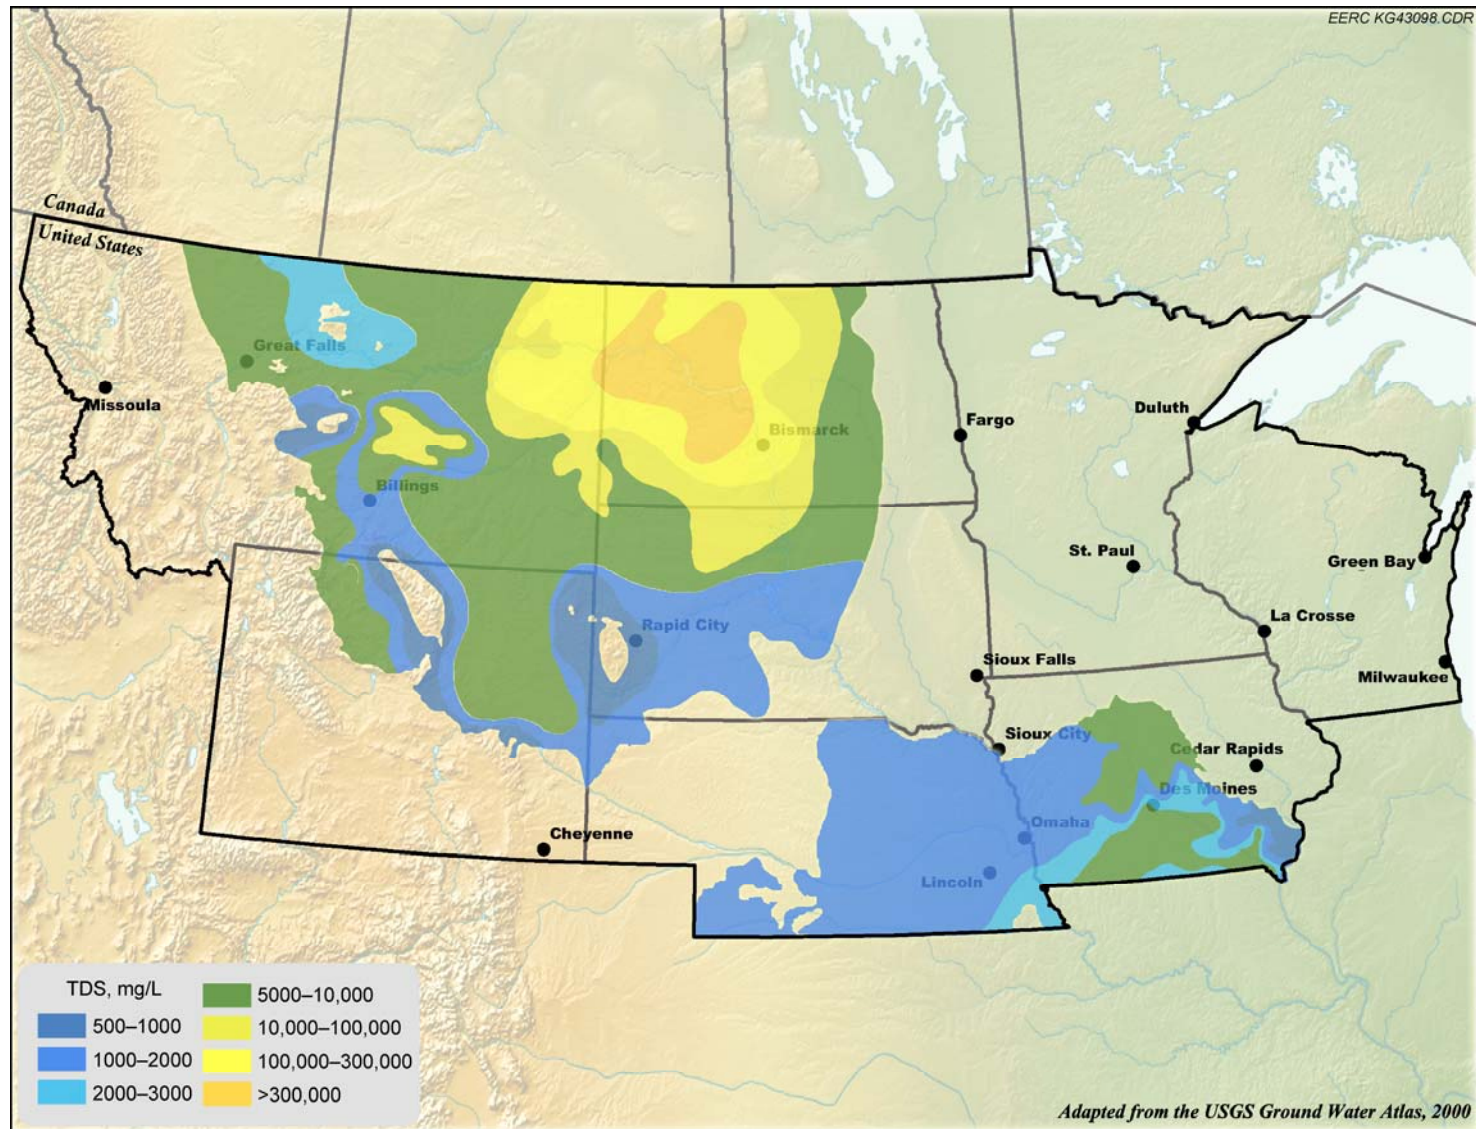 EERC KG43098.CDR
Canada
United States
Great Falls
Missoula
Bismarck
Fargo
Duluth
Billings
St. Paul
Green Bay
La Crosse
Rapid City
Sioux Falls
Milwaukee
Sioux City
Cedar Rapids
Des Moines
Omaha
Cheyenne
Lincoln
TDS, mg/L
500–1000
1000–2000
2000–3000
5000–10,000
10,000–100,000
100,000–300,000
>300,000
Adapted from the USGS Ground Water Atlas, 2000